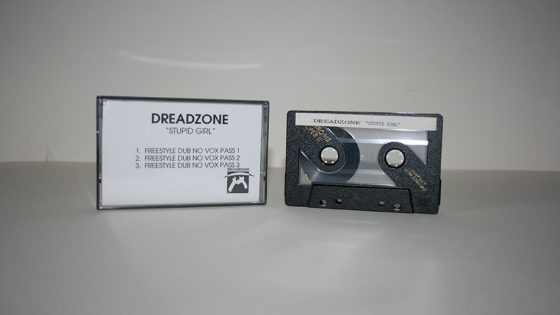 DREADZONE
"STUPID GIRL"
1. FREESTYLE DUB NO VOX PASS 1
2. FREESTYLE DUB NO VOX PASS 2
3. FREESTYLE DUB NO VOX PASS 3
DREADZONE "STUPID GIRL"